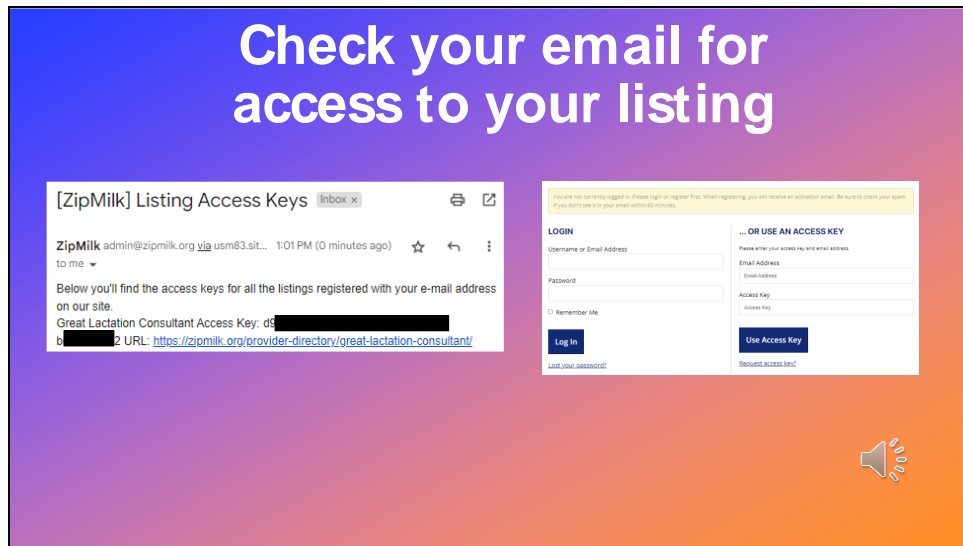 Check your email for
access to your listing
[ZipMilk] Listing Access Keys Inbox x
ZipMilk admin@zipmilk.org via usm83.sit... 1:01 PM (0 minutes ago)
to me
Below you'll find the access keys for all the listings registered with your e-mail address
on our site.
Great Lactation Consultant Access Key: d9
b 2 URL: https://zipmilk.org/provider-directory/great-lactation-consultant/
You are not currently logged in. Please login or register first. When registering, you will receive an activation email. Be sure to check your spam
if you don't see it in your email within 60 minutes.
LOGIN
Username or Email Address
Password
Remember Me
Log In
Lost your password?
... OR USE AN ACCESS KEY
Please enter your access key and email address.
Email Address
Email Address
Access Key
Access Key
Use Access Key
Request access key?